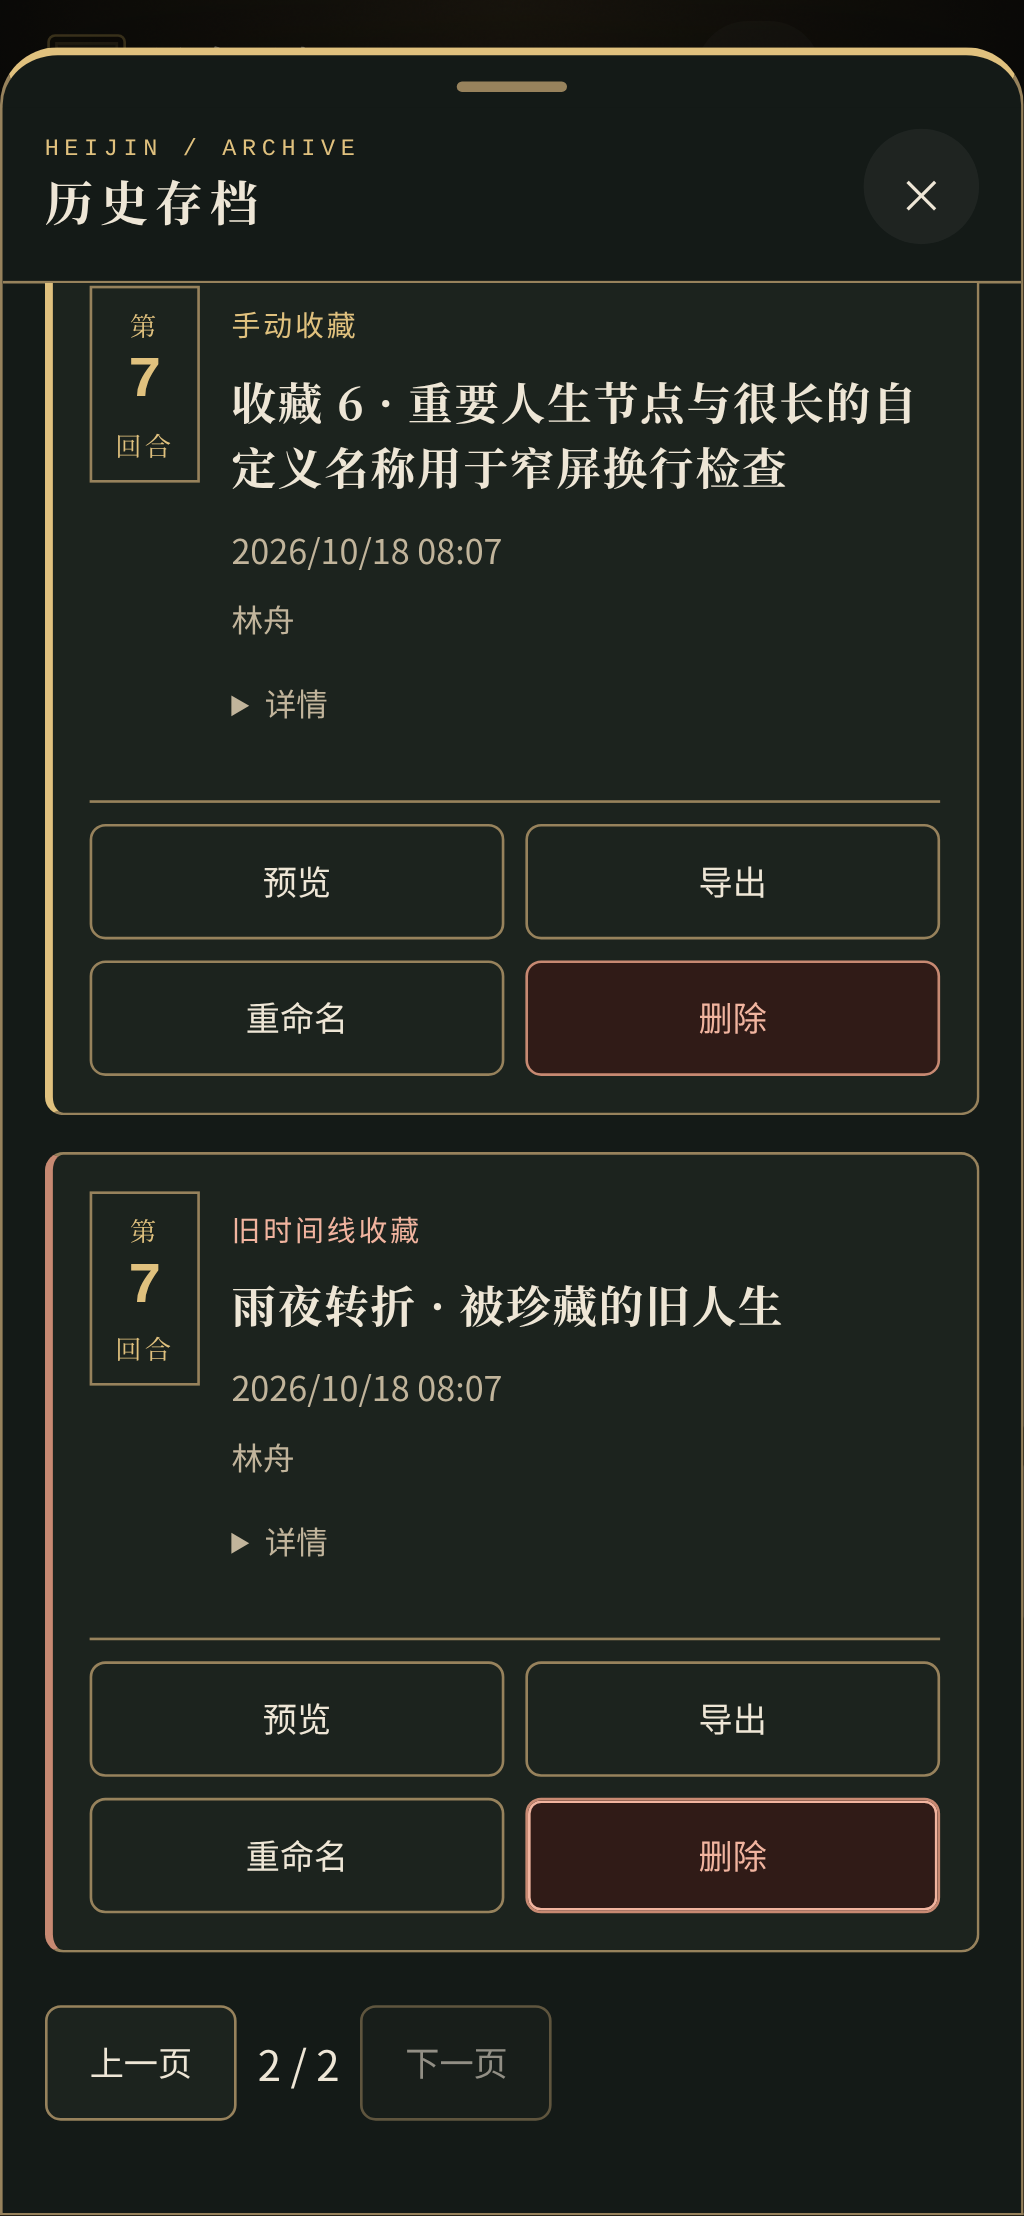 HEIJIN / ARCHIVE
历史存档
第
7
回合
手动收藏
收藏 6 · 重要人生节点与很长的自
定义名称用于窄屏换行检查
2026/10/18 08:07
林舟
▶ 详情
预览
导出
重命名
删除
第
7
回合
旧时间线收藏
雨夜转折 · 被珍藏的旧人生
2026/10/18 08:07
林舟
▶ 详情
预览
导出
重命名
删除
上一页
2 / 2
下一页